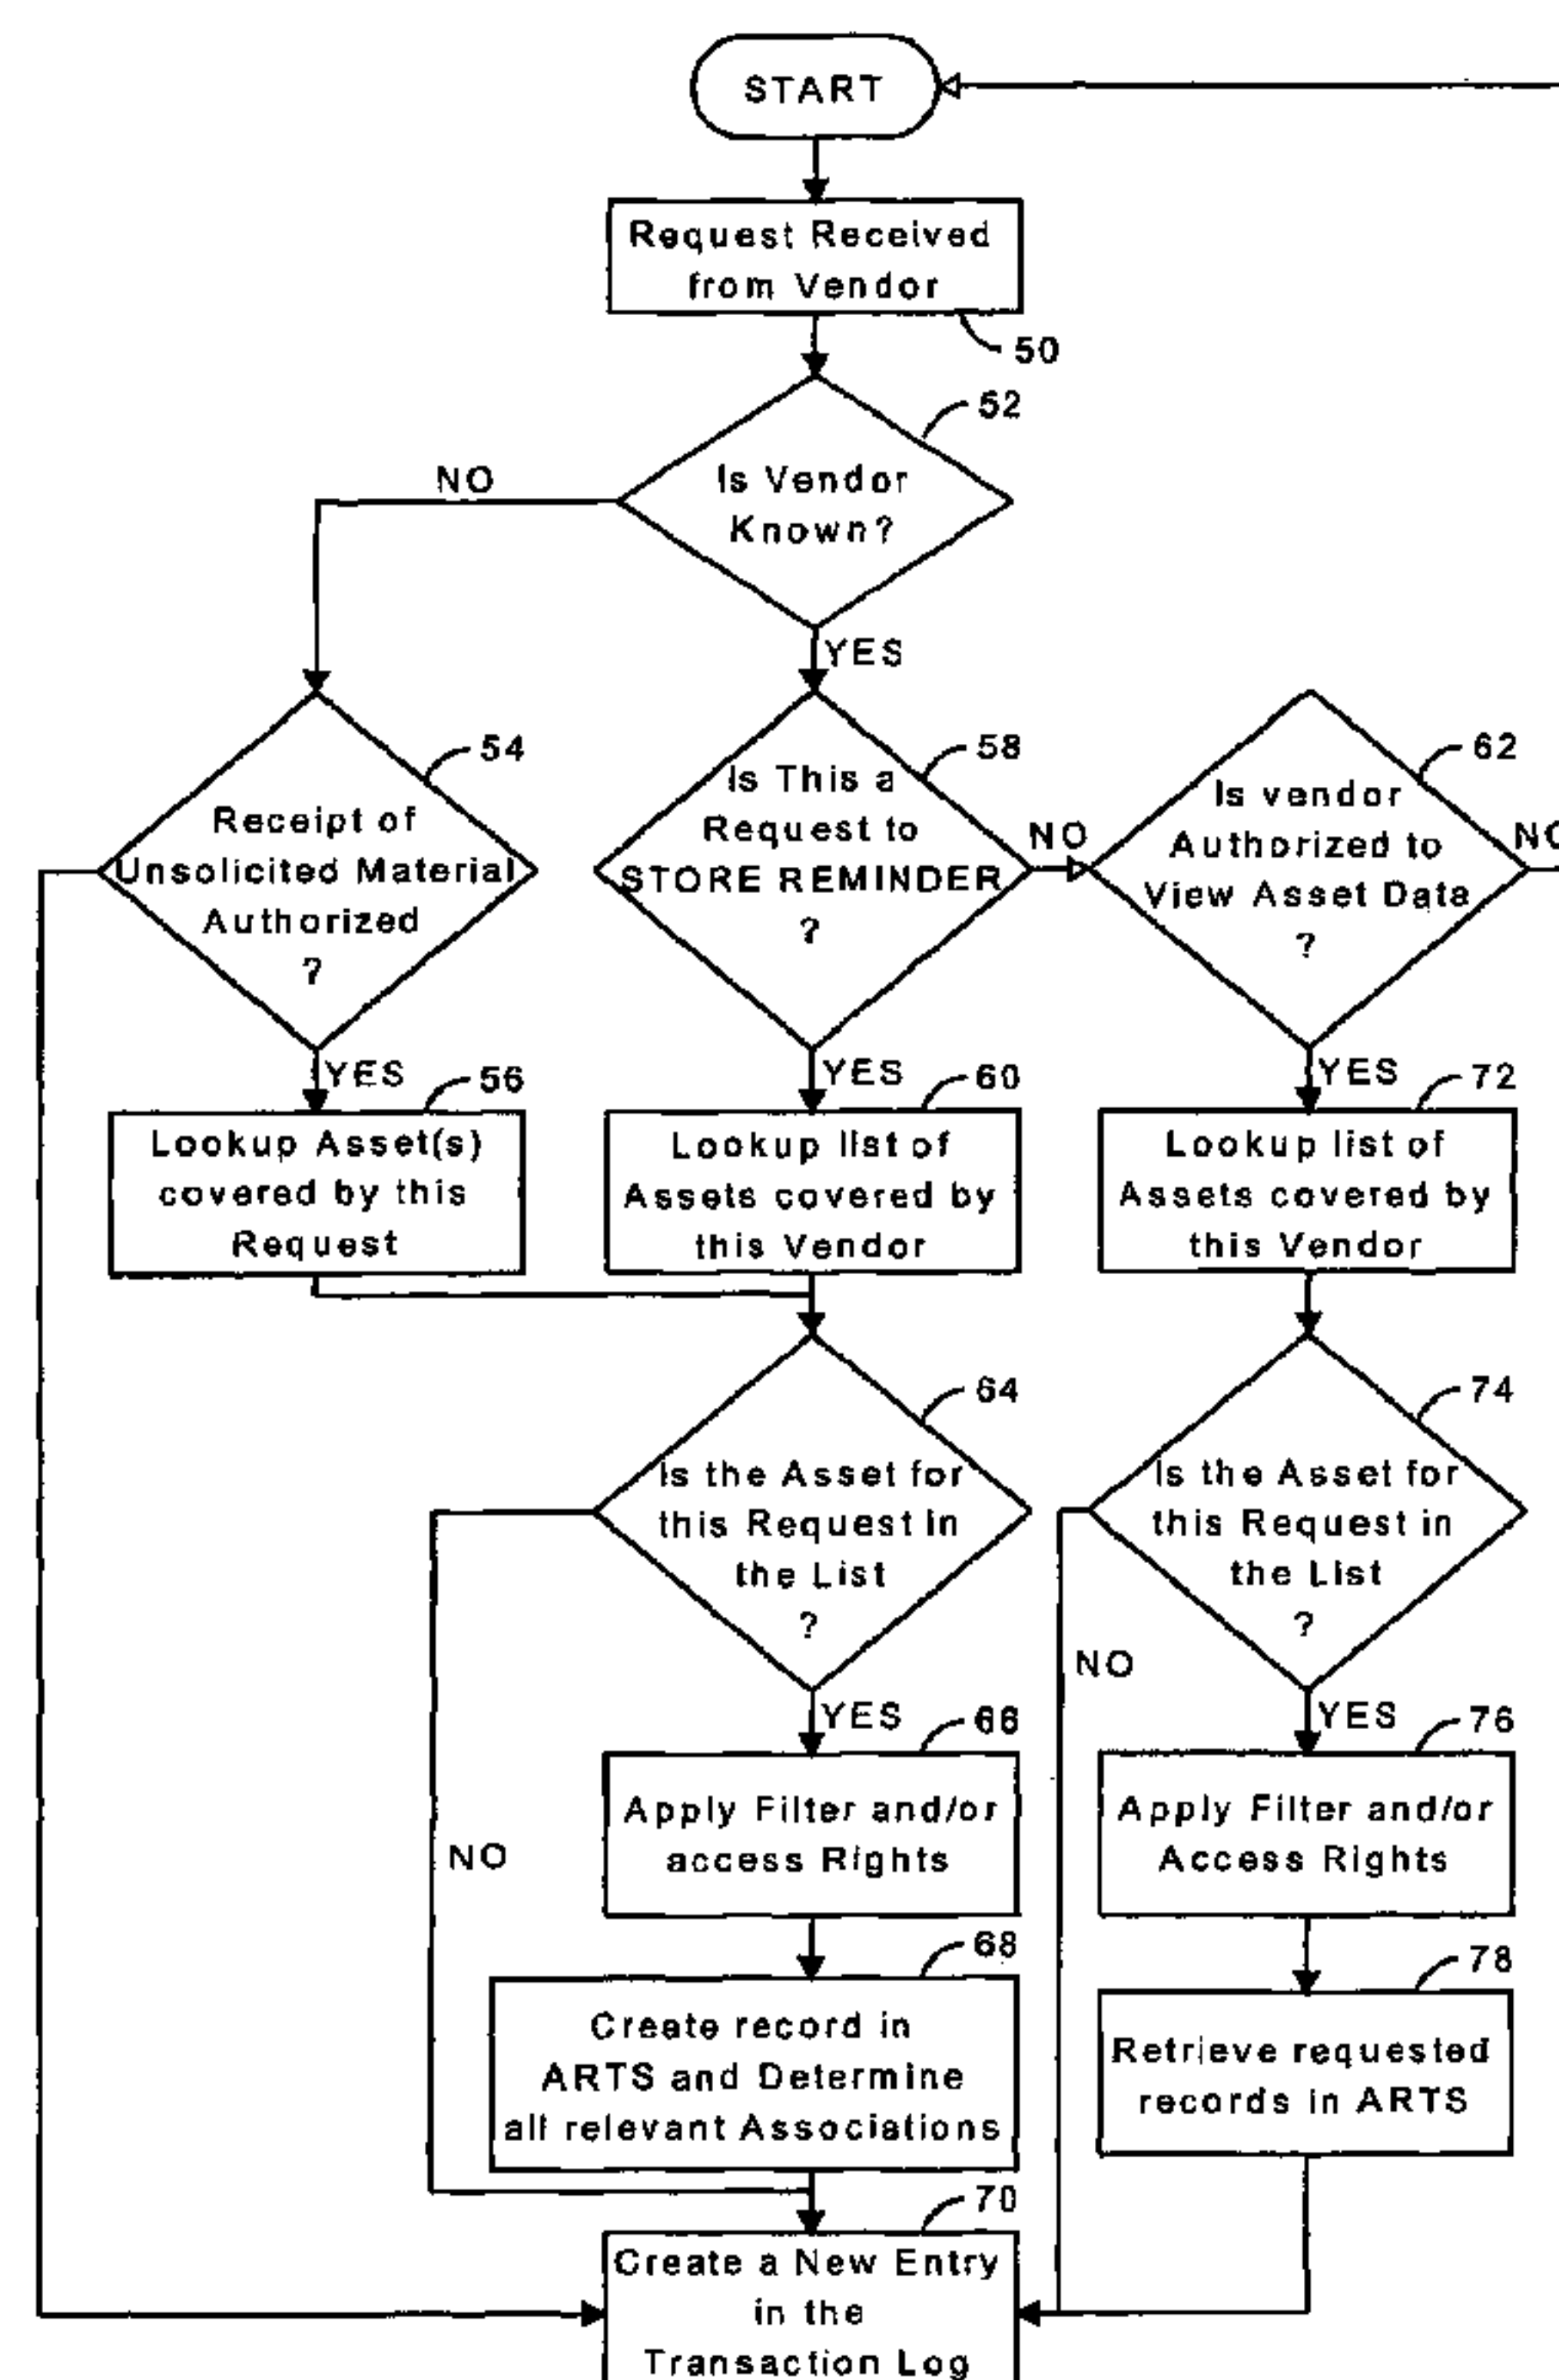 START
Request Received
from Vendor
50
52
Is Vendor
Known?
NO
YES
54
Receipt of
Unsolicited Material
Authorized
?
58
Is This a
Request to
STORE REMINDER
?
NO
62
Is vendor
Authorized to
View Asset Data
?
NO
YES
56
Lookup Asset(s)
covered by this
Request
YES
60
Lookup list of
Assets covered by
this Vendor
YES
72
Lookup list of
Assets covered by
this Vendor
64
Is the Asset for
this Request in
the List
?
74
Is the Asset for
this Request in
the List
?
NO
YES
66
Apply Filter and/or
access Rights
NO
YES
76
Apply Filter and/or
Access Rights
68
Create record in
ARTS and Determine
all relevant Associations
78
Retrieve requested
records in ARTS
70
Create a New Entry
in the
Transaction Log